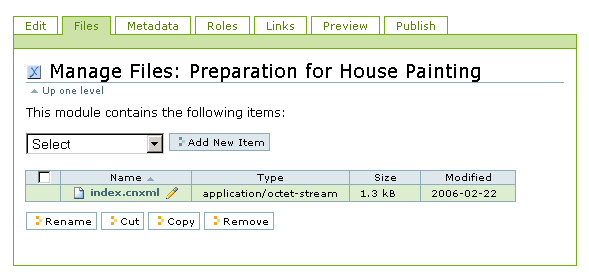 Edit Files Metadata Roles Links Preview Publish
Manage Files: Preparation for House Painting
Up one level
This module contains the following items:
Select Add New Item
Name Type Size Modified
index.cnxml application/octet-stream 1.3 kB 2006-02-22
Rename Cut Copy Remove